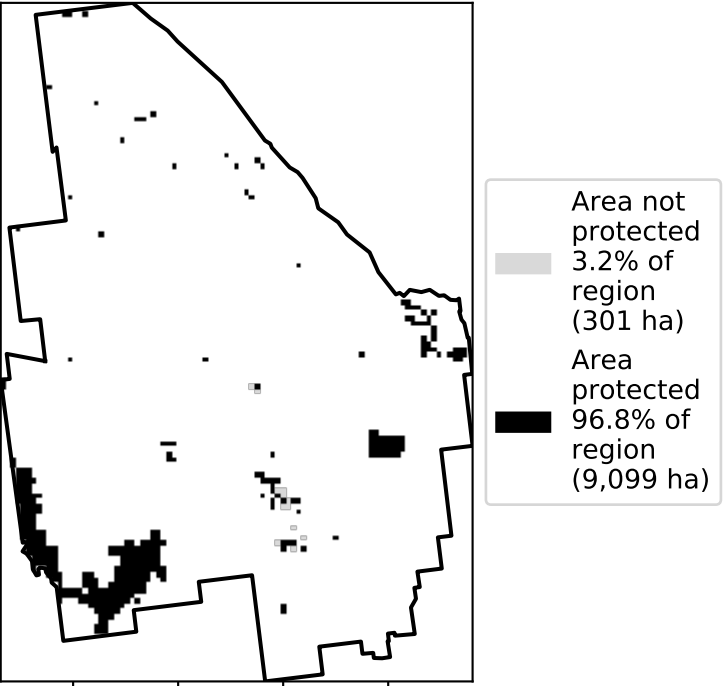 Area not
protected
3.2% of
region
(301 ha)
Area
protected
96.8% of
region
(9,099 ha)